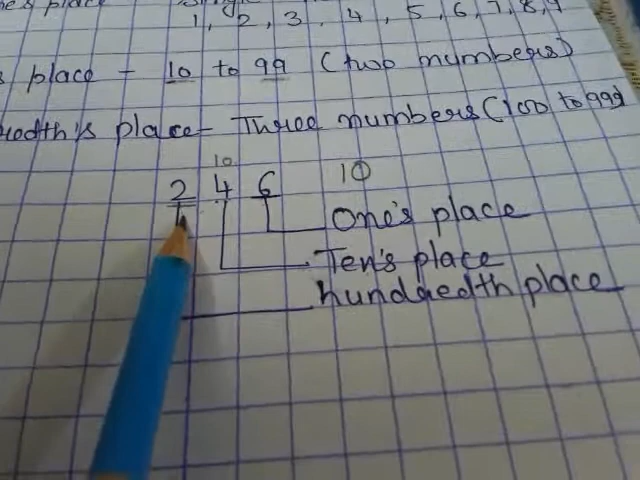 1, 2, 3, 4, 5, 6, 7, 8, 9
place - 10 to 99 (two numbers)
place - Three numbers (100 to 999
10
2 4 6 10
One's place
Ten's place
hundredth place